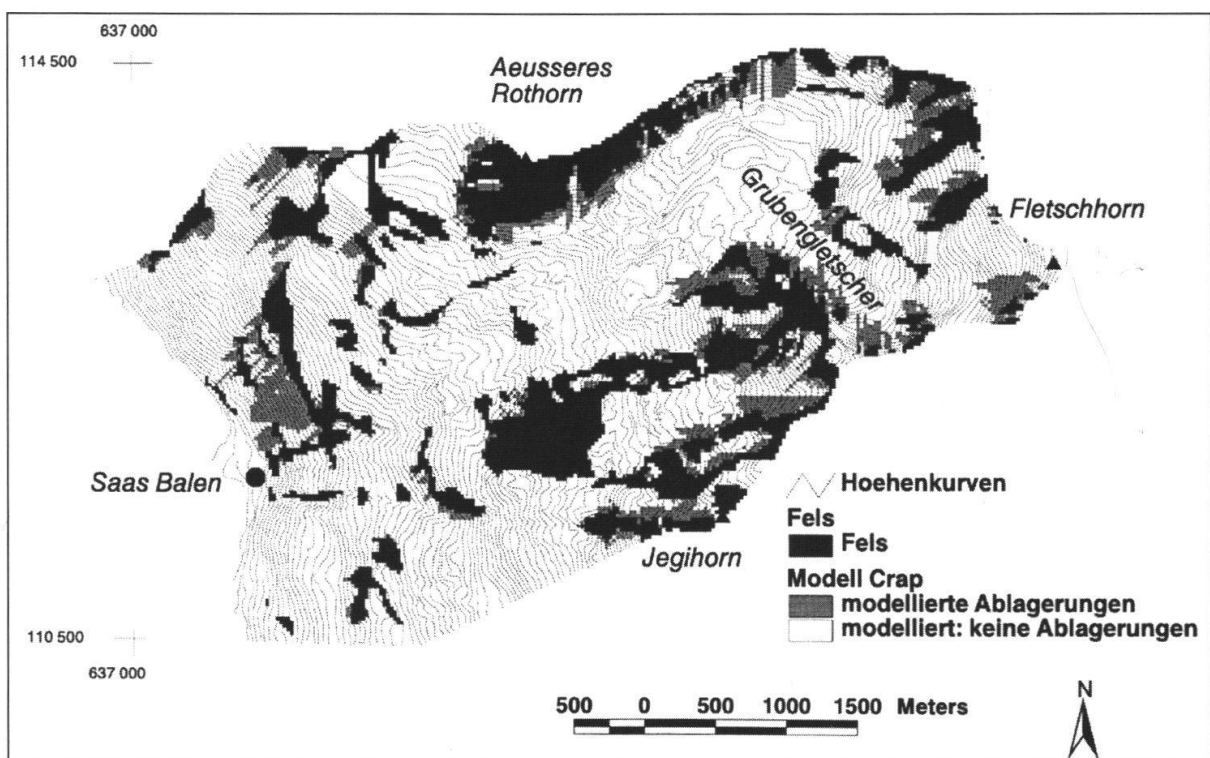 637 000
114 500
Aeusseres
Rothorn
Grubengletscher
Fletschhorn
Saas Balen
Jegihorn
Hoehenkurven
Fels
Fels
Modell Crap
modellierte Ablagerungen
modelliert: keine Ablagerungen
110 500
637 000
500 0 500 1000 1500 Meters
N